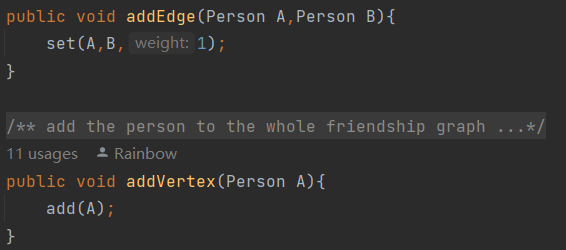 public void addEdge(Person A,Person B){
set(A,B, weight: 1);
}
/** add the person to the whole friendship graph ...*/
11 usages Rainbow
public void addVertex(Person A){
add(A);
}